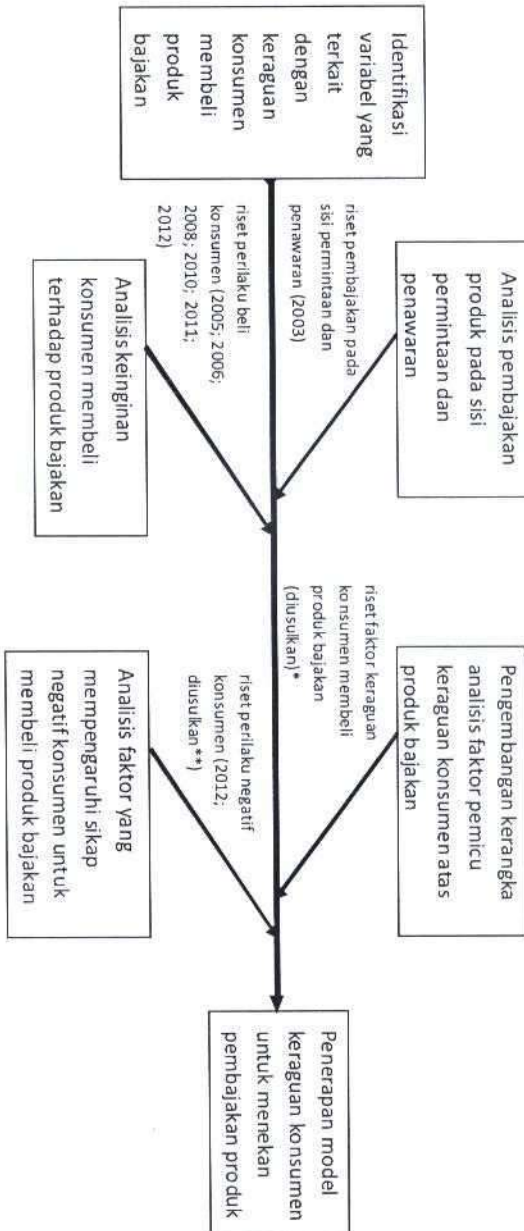 Identifikasi
variabel yang
terkait
dengan
keraguan
konsumen
membeli
produk
bajakan
Analisis pembajakan
produk pada sisi
permintaan dan
penawaran
riset pembajakan pada
sisi permintaan dan
penawaran (2003)
riset perilaku beli
konsumen (2005; 2006;
2008; 2010; 2011;
2012)
Analisis keinginan
konsumen membeli
terhadap produk bajakan
Pengembangan kerangka
analisis faktor pemicu
keraguan konsumen atas
produk bajakan
riset faktor keraguan
konsumen membeli
produk bajakan
(diusulkan)*
riset perilaku negatif
konsumen (2012;
diusulkan**)
Analisis faktor yang
mempengaruhi sikap
negatif konsumen untuk
membeli produk bajakan
Penerapan model
keraguan konsumen
untuk menekan
pembajakan produk